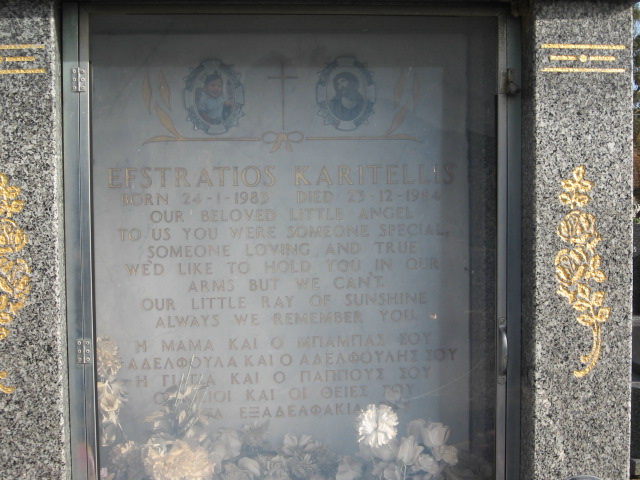 EFSTRATIOS KARITELLIS
BORN 24-1-1983 DIED 23-12-1984
OUR BELOVED LITTLE ANGEL
TO US YOU WERE SOMEONE SPECIAL,
SOMEONE LOVING AND TRUE
WE'D LIKE TO HOLD YOU IN OUR
ARMS BUT WE CAN'T.
OUR LITTLE RAY OF SUNSHINE
ALWAYS WE REMEMBER YOU.
Η ΜΑΜΑ ΚΑΙ Ο ΜΠΑΜΠΑΣ ΣΟΥ
ΑΔΕΛΦΟΥΛΑ ΚΑΙ Ο ΑΔΕΛΦΟΥΛΗΣ ΣΟΥ
Η ΓΙΑΓΙΑ ΚΑΙ Ο ΠΑΠΠΟΥΣ ΣΟΥ
ΚΑΙ ΟΙ ΘΕΙΕΣ ΣΟΥ
ΤΑ ΕΞΑΔΕΛΦΑΚΙΑ